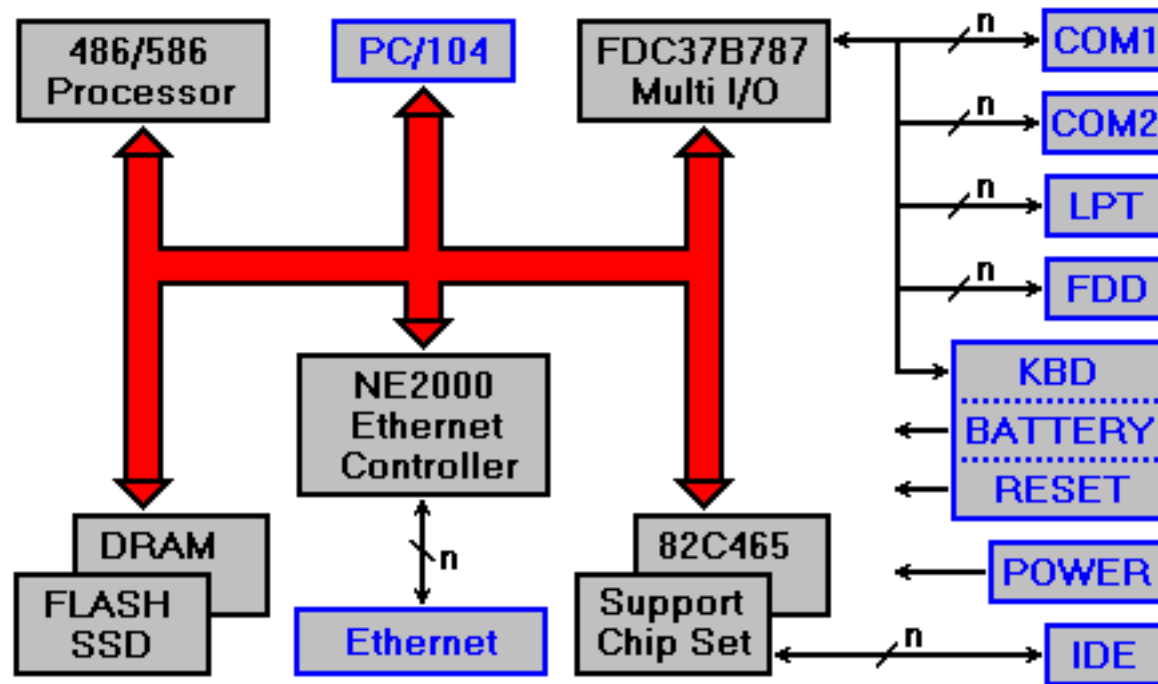 486/586
Processor
PC/104
FDC37B787
Multi I/O
n
COM1
n
COM2
n
LPT
n
FDD
KBD
BATTERY
RESET
NE2000
Ethernet
Controller
n
Ethernet
DRAM
FLASH
SSD
82C465
Support
Chip Set
POWER
n
IDE